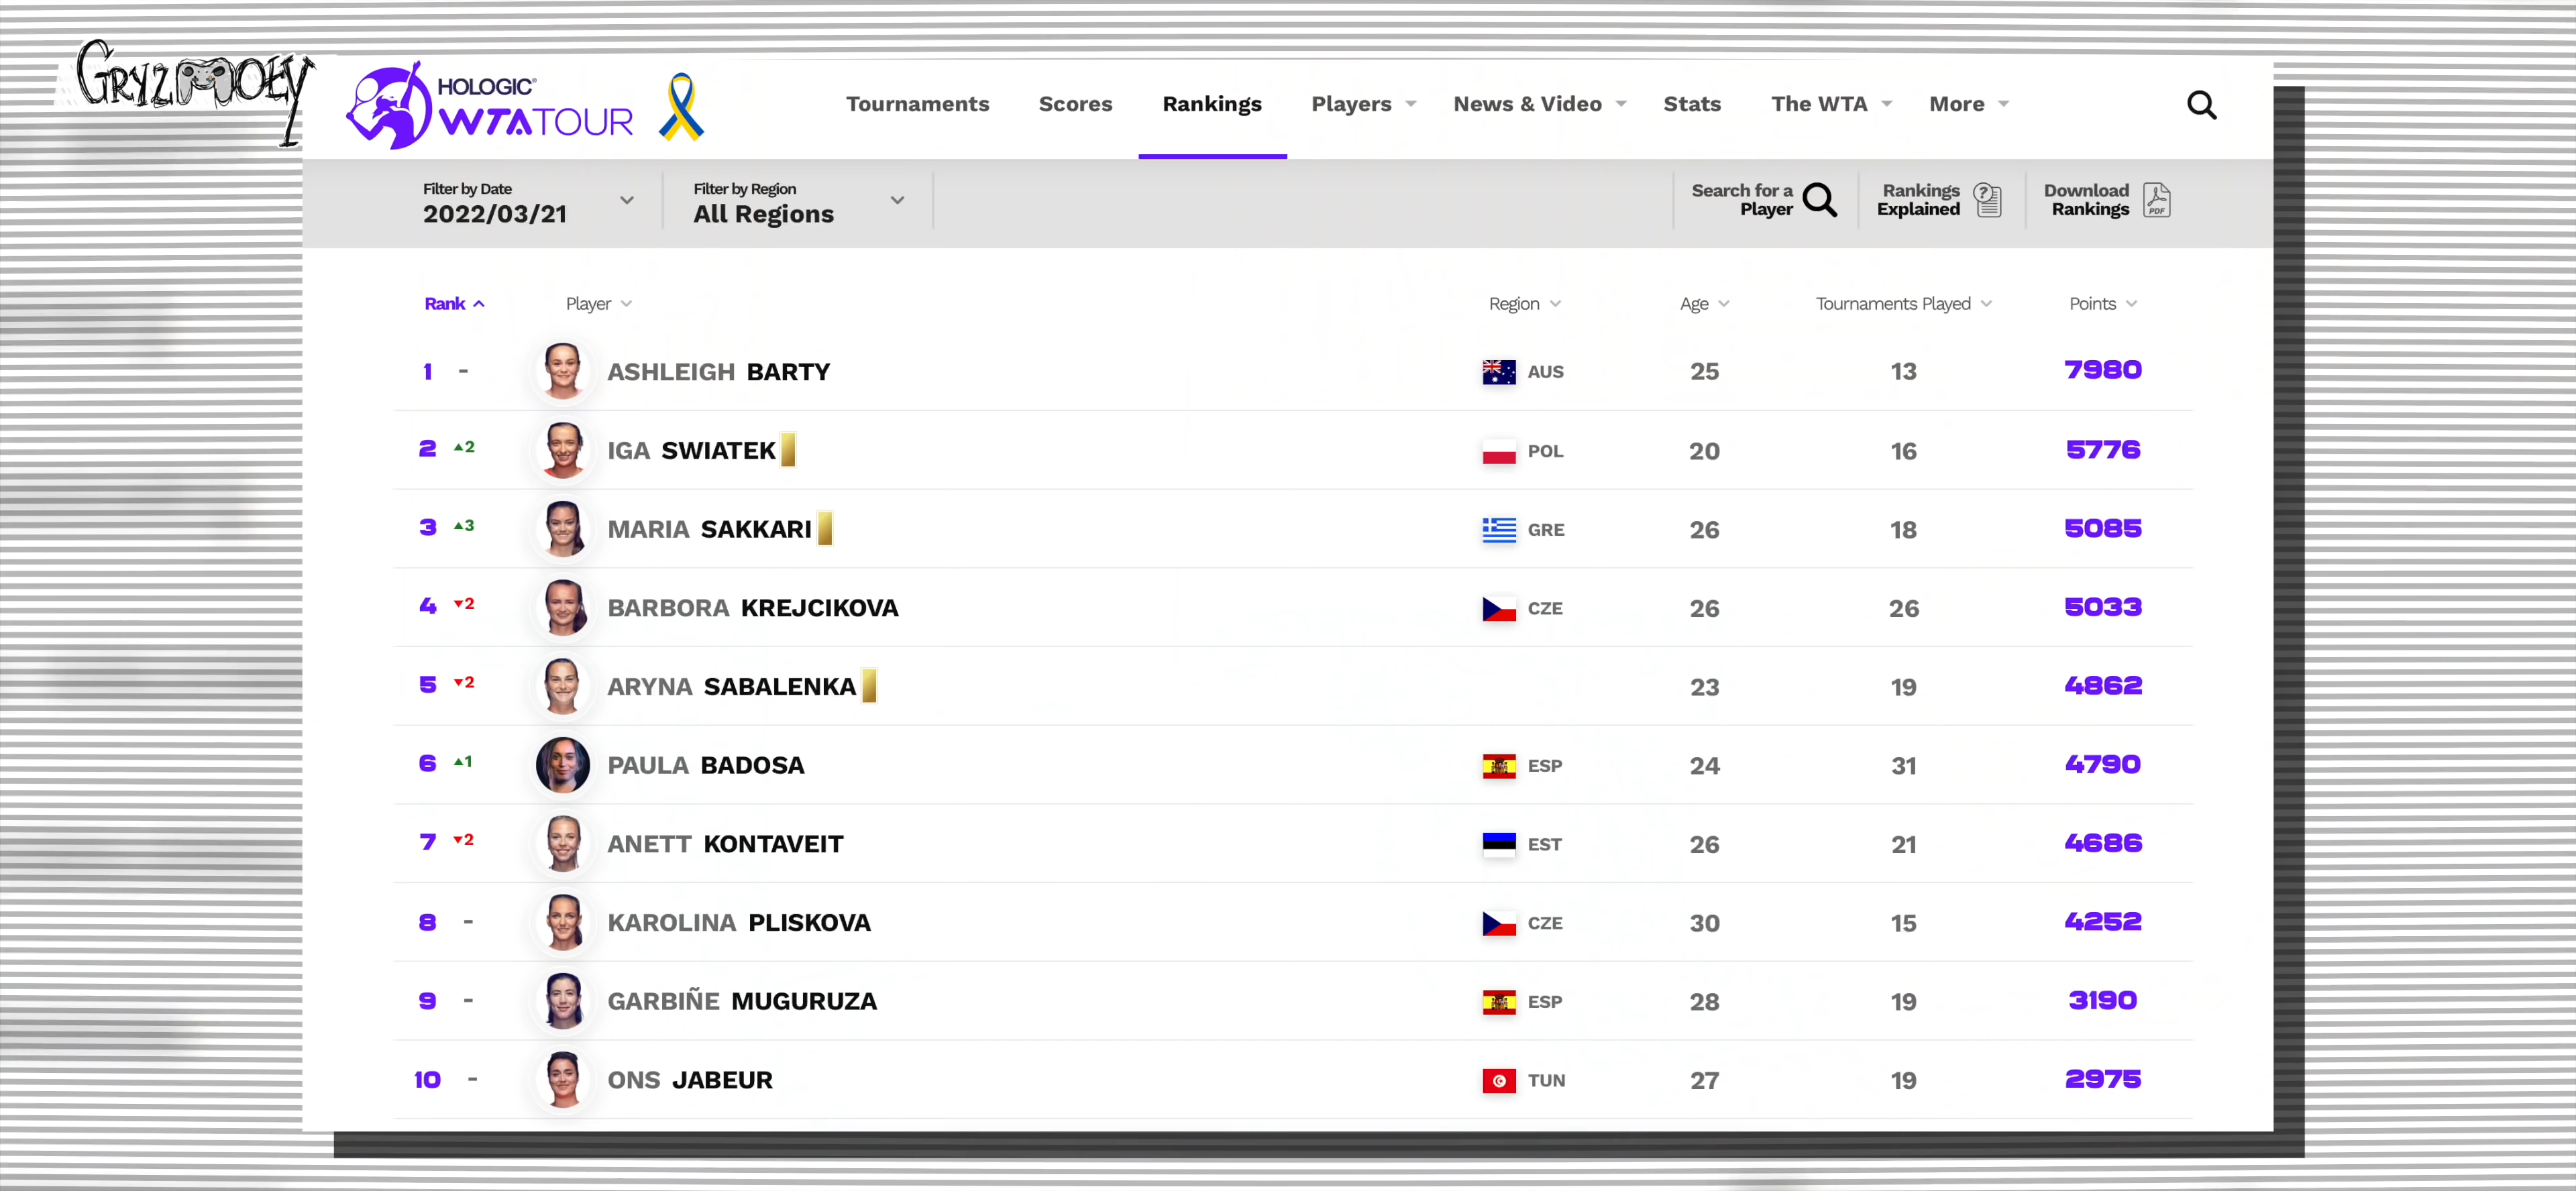 GRYZMOEY
HOLOGIC®
WTATOUR
Tournaments Scores Rankings Players News & Video Stats The WTA More
Filter by Date
2022/03/21
Filter by Region
All Regions
Search for a
Player
Rankings
Explained
Download
Rankings
PDF
Rank Player Region Age Tournaments Played Points
1 - ASHLEIGH BARTY AUS 25 13 7980
2 ▲2 IGA SWIATEK POL 20 16 5776
3 ▲3 MARIA SAKKARI GRE 26 18 5085
4 ▼2 BARBORA KREJCIKOVA CZE 26 26 5033
5 ▼2 ARYNA SABALENKA 23 19 4862
6 ▲1 PAULA BADOSA ESP 24 31 4790
7 ▼2 ANETT KONTAVEIT EST 26 21 4686
8 - KAROLINA PLISKOVA CZE 30 15 4252
9 - GARBIÑE MUGURUZA ESP 28 19 3190
10 - ONS JABEUR TUN 27 19 2975